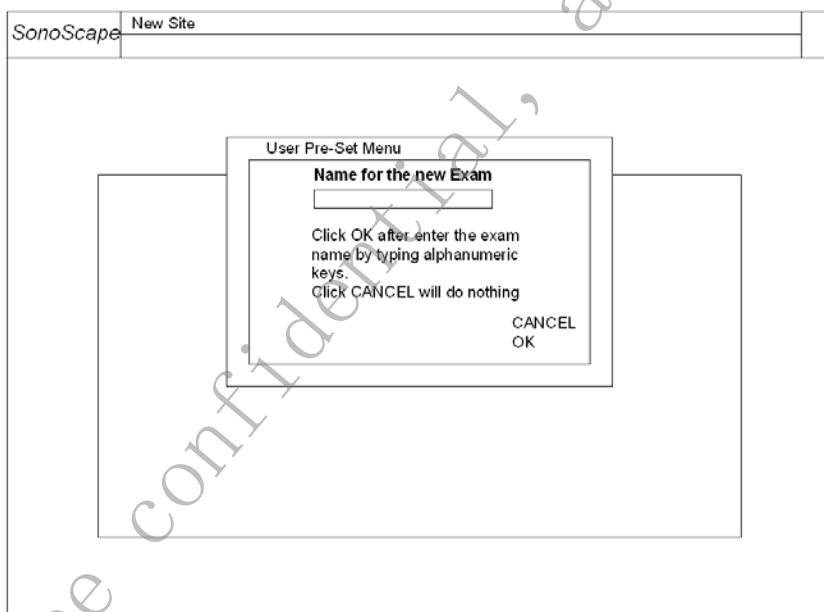 SonoScape
New Site
User Pre-Set Menu
Name for the new Exam
Click OK after enter the exam
name by typing alphanumeric
keys.
Click CANCEL will do nothing
CANCEL
OK
confidential, a